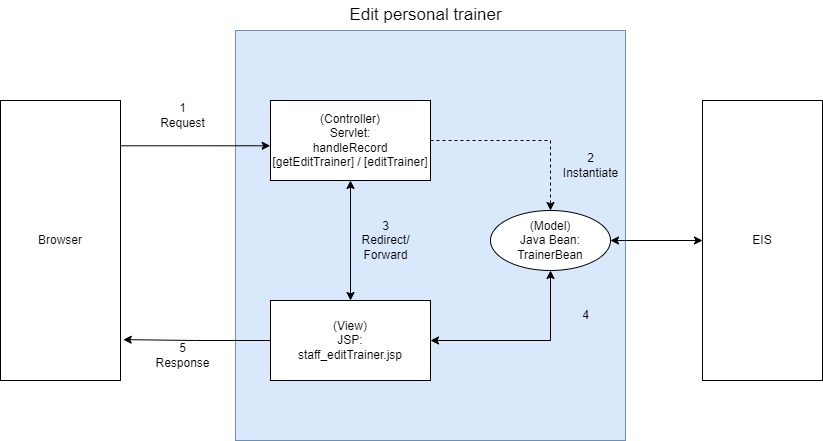 Edit personal trainer
1
Request
(Controller)
Servlet:
handleRecord
[getEditTrainer] / [editTrainer]
2
Instantiate
3
Redirect/
Forward
(Model)
Java Bean:
TrainerBean
Browser
EIS
4
(View)
JSP:
staff_editTrainer.jsp
5
Response